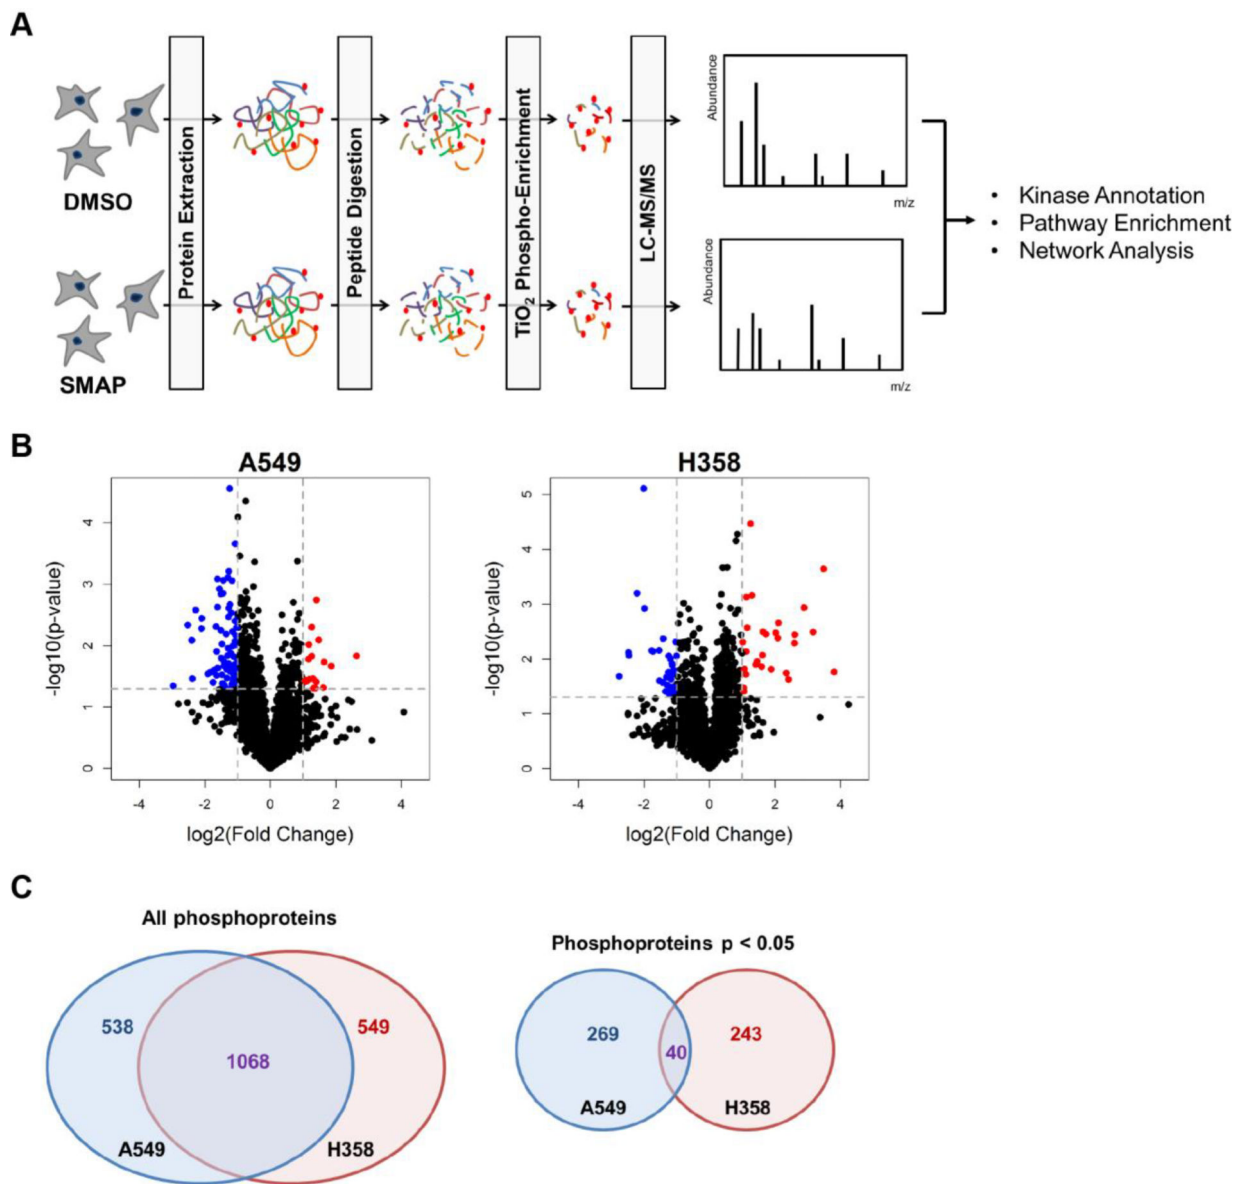 A
DMSO
SMAP
Protein Extraction
Peptide Digestion
TiO2 Phospho-Enrichment
LC-MS/MS
Abundance
m/z
Abundance
m/z
• Kinase Annotation
• Pathway Enrichment
• Network Analysis
B
A549
-log10(p-value)
4
3
2
1
0
-4 -2 0 2 4
log2(Fold Change)
H358
-log10(p-value)
5
4
3
2
1
0
-4 -2 0 2 4
log2(Fold Change)
C
All phosphoproteins
538
1068
549
A549
H358
Phosphoproteins p < 0.05
269
40
243
A549
H358